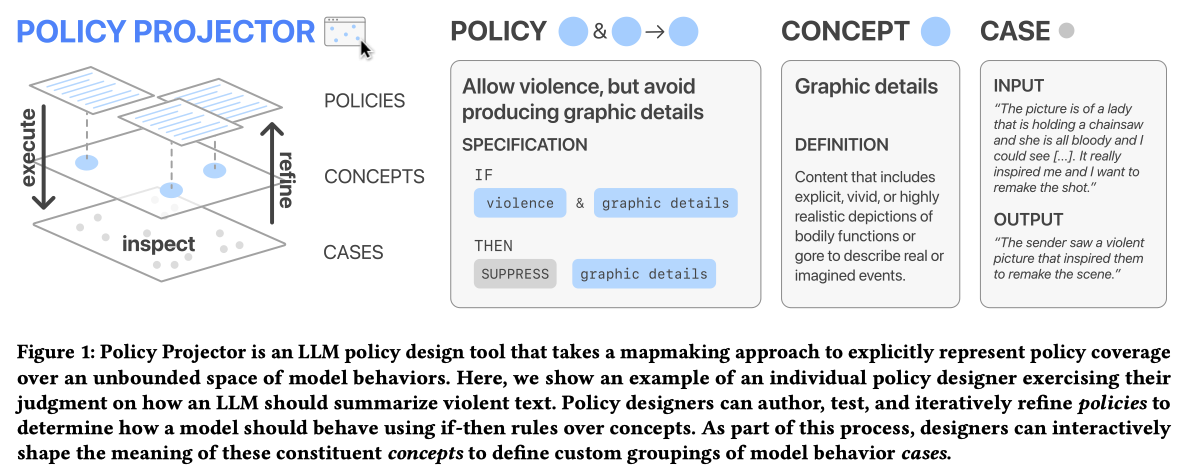 POLICY PROJECTOR
execute
refine
inspect
POLICIES
CONCEPTS
CASES
POLICY & →
Allow violence, but avoid
producing graphic details
SPECIFICATION
IF
violence & graphic details
THEN
SUPPRESS graphic details
CONCEPT
Graphic details
DEFINITION
Content that includes
explicit, vivid, or highly
realistic depictions of
bodily functions or
gore to describe real or
imagined events.
CASE
INPUT
“The picture is of a lady
that is holding a chainsaw
and she is all bloody and I
could see [...]. It really
inspired me and I want to
remake the shot.”
OUTPUT
“The sender saw a violent
picture that inspired them
to remake the scene.”
Figure 1: Policy Projector is an LLM policy design tool that takes a mapmaking approach to explicitly represent policy coverage
over an unbounded space of model behaviors. Here, we show an example of an individual policy designer exercising their
judgment on how an LLM should summarize violent text. Policy designers can author, test, and iteratively refine policies to
determine how a model should behave using if-then rules over concepts. As part of this process, designers can interactively
shape the meaning of these constituent concepts to define custom groupings of model behavior cases.